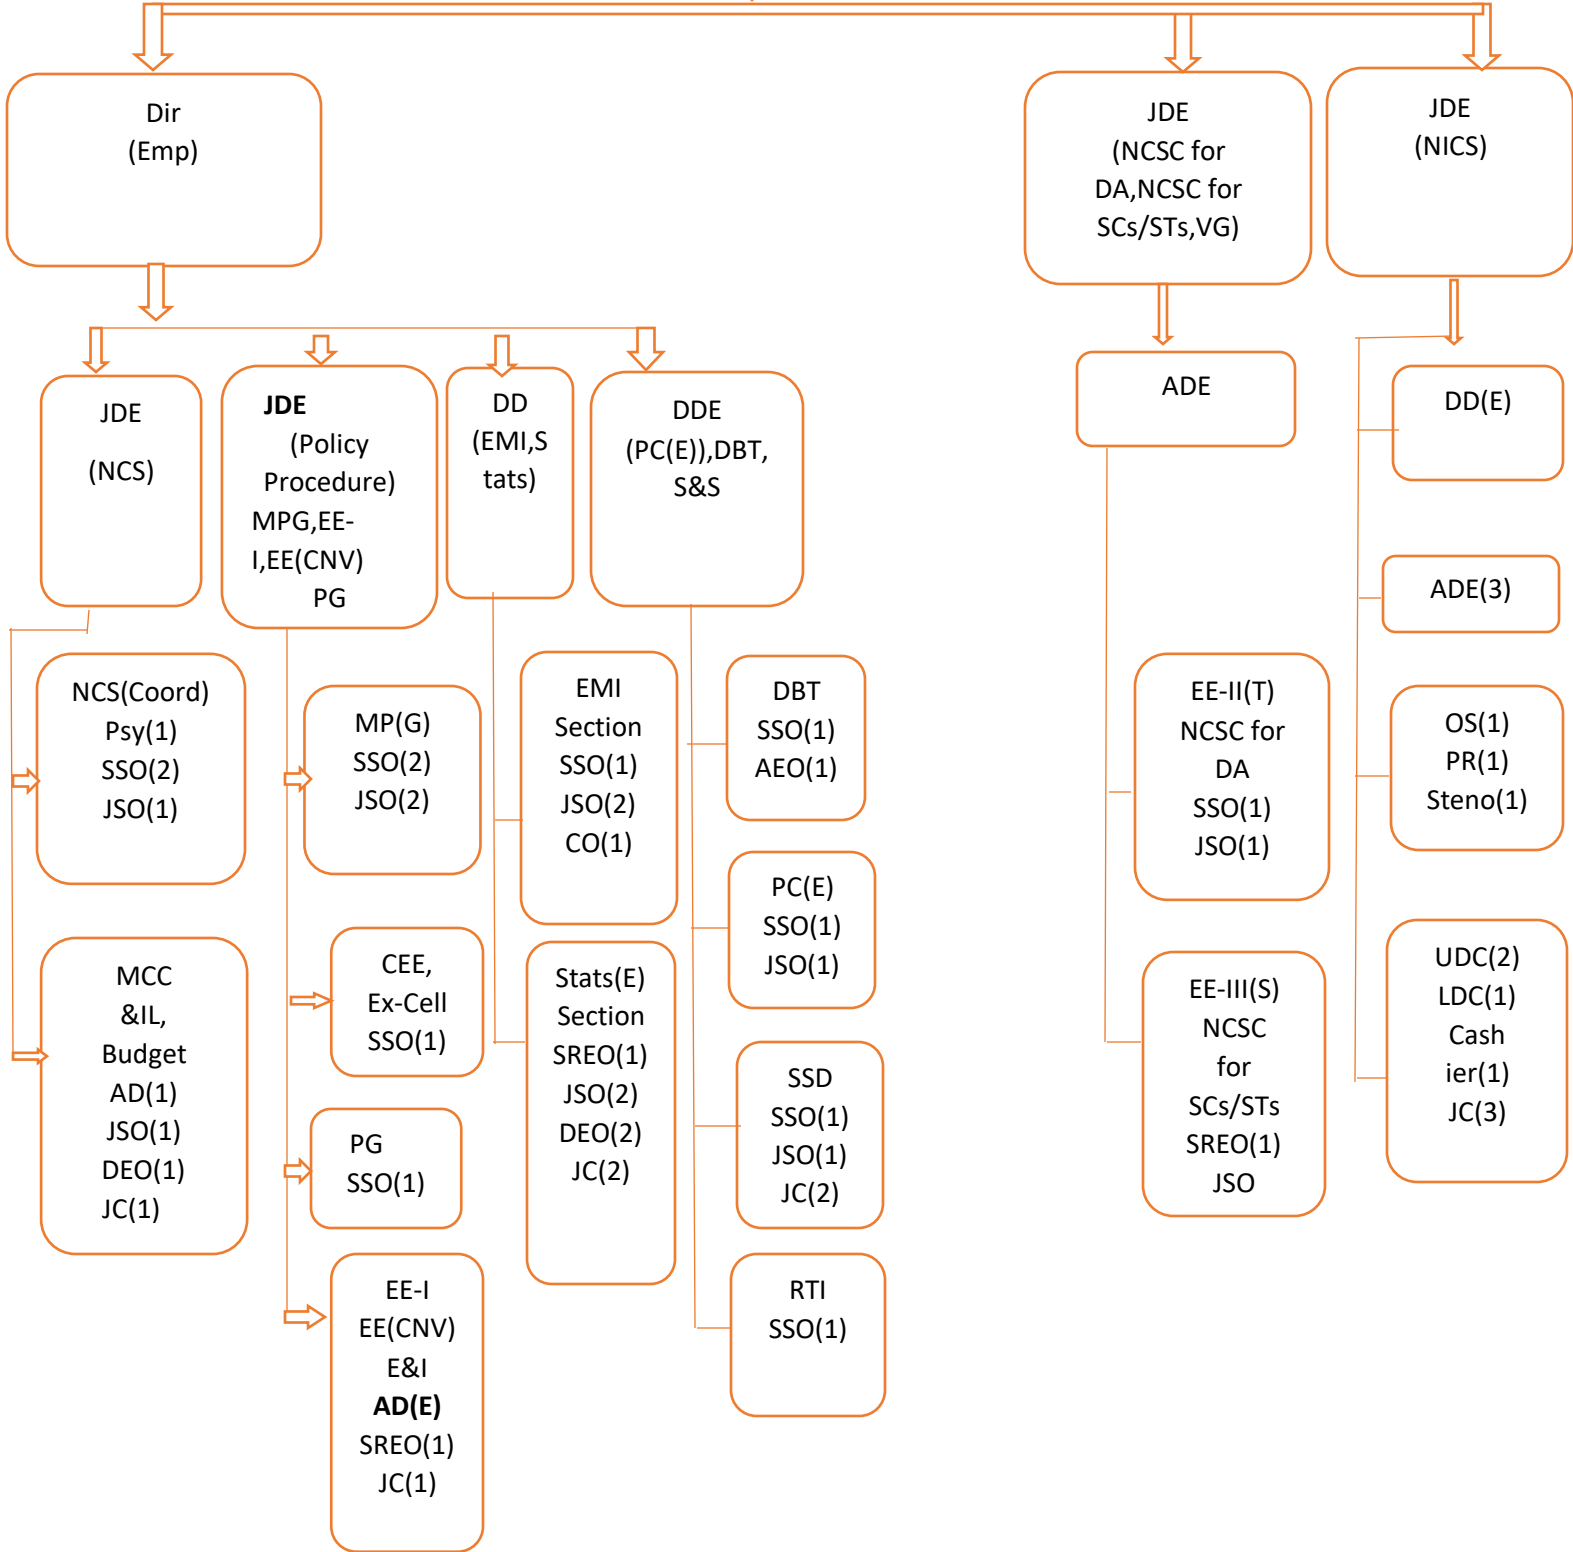 Dir
(Emp)
JDE
(NCSC for
DA,NCSC for
SCs/STs,VG)
JDE
(NICS)
JDE
(NCS)
JDE
(Policy
Procedure)
MPG,EE-
I,EE(CNV)
PG
DD
(EMI,S
tats)
DDE
(PC(E)),DBT,
S&S
ADE
DD(E)
ADE(3)
NCS(Coord)
Psy(1)
SSO(2)
JSO(1)
MP(G)
SSO(2)
JSO(2)
EMI
Section
SSO(1)
JSO(2)
CO(1)
DBT
SSO(1)
AEO(1)
EE-II(T)
NCSC for
DA
SSO(1)
JSO(1)
OS(1)
PR(1)
Steno(1)
MCC
&IL,
Budget
AD(1)
JSO(1)
DEO(1)
JC(1)
CEE,
Ex-Cell
SSO(1)
Stats(E)
Section
SREO(1)
JSO(2)
DEO(2)
JC(2)
PC(E)
SSO(1)
JSO(1)
EE-III(S)
NCSC
for
SCs/STs
SREO(1)
JSO
UDC(2)
LDC(1)
Cash
ier(1)
JC(3)
PG
SSO(1)
SSD
SSO(1)
JSO(1)
JC(2)
EE-I
EE(CNV)
E&I
AD(E)
SREO(1)
JC(1)
RTI
SSO(1)